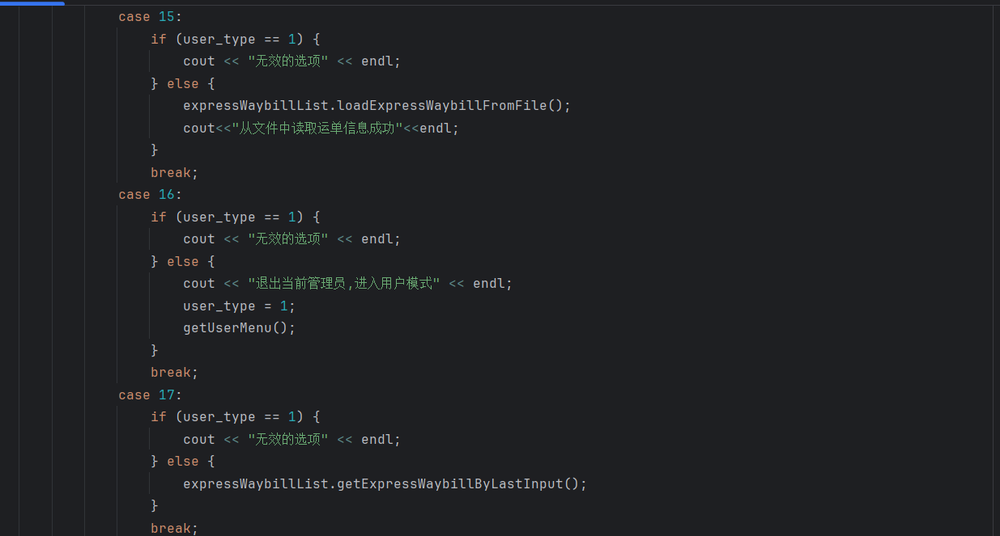 case 15:
if (user_type == 1) {
cout << "无效的选项" << endl;
} else {
expressWaybillList.loadExpressWaybillFromFile();
cout<<"从文件中读取运单信息成功"<<endl;
}
break;
case 16:
if (user_type == 1) {
cout << "无效的选项" << endl;
} else {
cout << "退出当前管理员,进入用户模式" << endl;
user_type = 1;
getUserMenu();
}
break;
case 17:
if (user_type == 1) {
cout << "无效的选项" << endl;
} else {
expressWaybillList.getExpressWaybillByLastInput();
}
break;